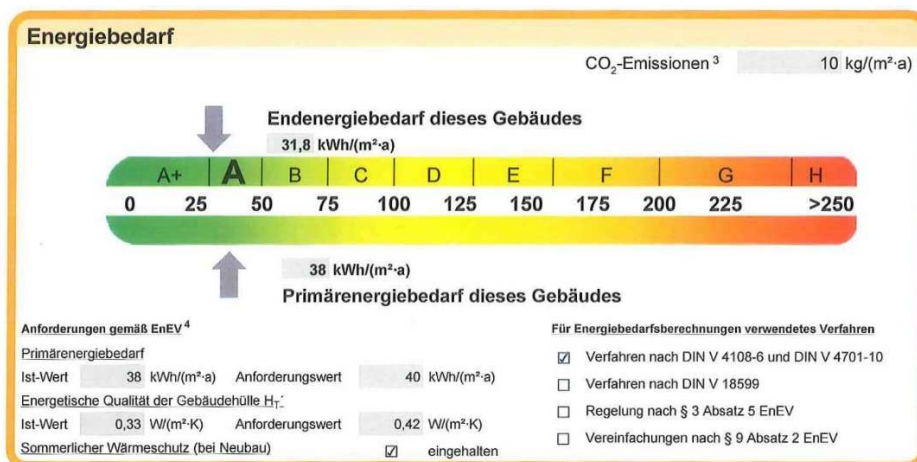 Energiebedarf
CO₂-Emissionen ³ 10 kg/(m²·a)
Endenergiebedarf dieses Gebäudes
31,8 kWh/(m²·a)
A+ A B C D E F G H
0 25 50 75 100 125 150 175 200 225 >250
38 kWh/(m²·a)
Primärenergiebedarf dieses Gebäudes
Anforderungen gemäß EnEV ⁴
Primärenergiebedarf
Ist-Wert 38 kWh/(m²·a) Anforderungswert 40 kWh/(m²·a)
Energetische Qualität der Gebäudehülle H_T'
Ist-Wert 0,33 W/(m²·K) Anforderungswert 0,42 W/(m²·K)
Sommerlicher Wärmeschutz (bei Neubau) ☑ eingehalten
Für Energiebedarfsberechnungen verwendetes Verfahren
☑ Verfahren nach DIN V 4108-6 und DIN V 4701-10
☐ Verfahren nach DIN V 18599
☐ Regelung nach § 3 Absatz 5 EnEV
☐ Vereinfachungen nach § 9 Absatz 2 EnEV